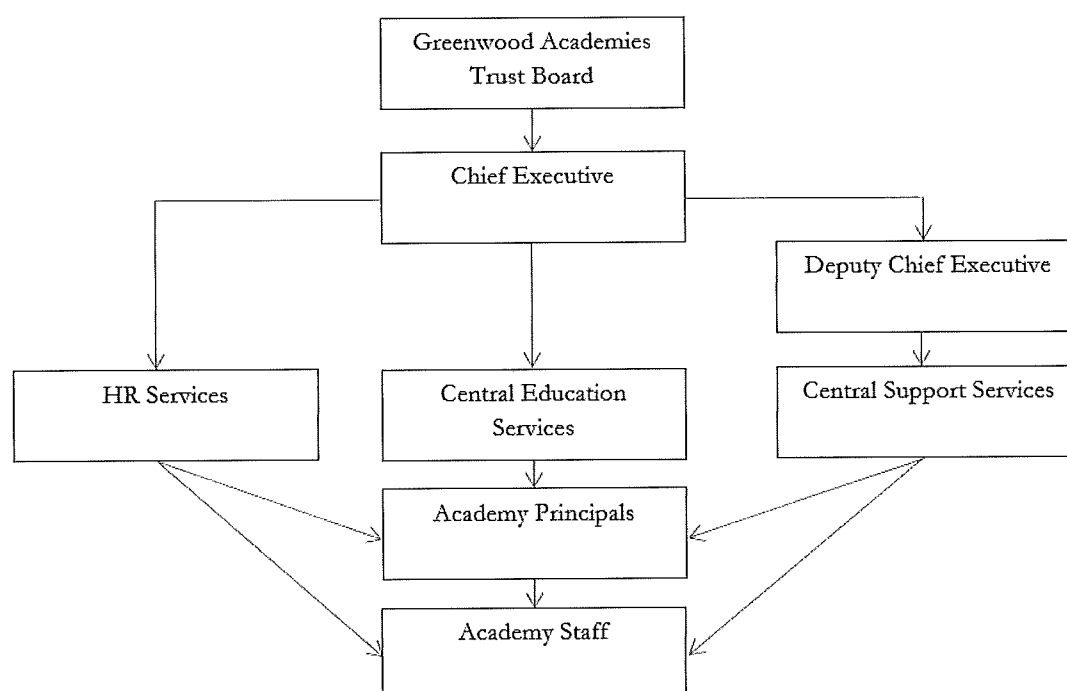 Greenwood Academies
Trust Board
Chief Executive
Deputy Chief Executive
HR Services
Central Education
Services
Central Support Services
Academy Principals
Academy Staff